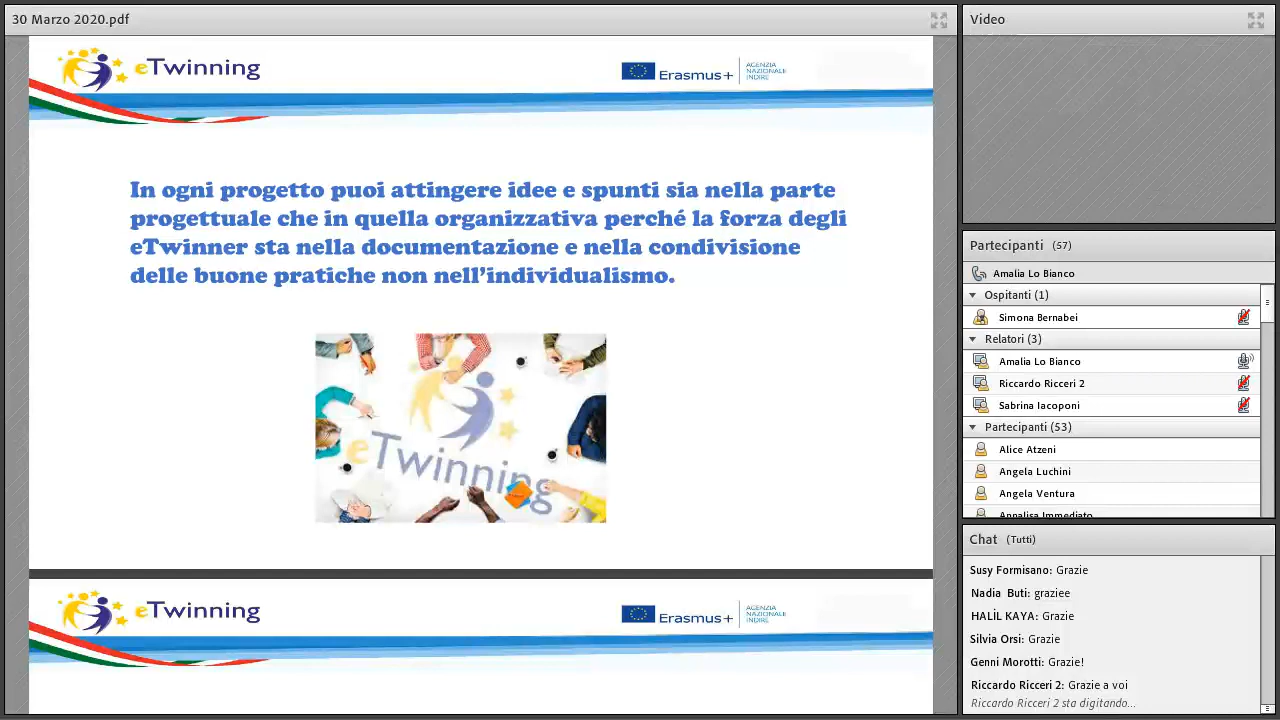 30 Marzo 2020.pdf
eTwinning
Erasmus+
AGENZIA
NAZIONALE
INDIRE
In ogni progetto puoi attingere idee e spunti sia nella parte
progettuale che in quella organizzativa perché la forza degli
eTwinner sta nella documentazione e nella condivisione
delle buone pratiche non nell'individualismo.
eTwinning
eTwinning
Erasmus+
AGENZIA
NAZIONALE
INDIRE
Video
Partecipanti (57)
Amalia Lo Bianco
Ospitanti (1)
Simona Bernabei
Relatori (3)
Amalia Lo Bianco
Riccardo Ricceri 2
Sabrina Iacoponi
Partecipanti (53)
Alice Atzeni
Angela Luchini
Angela Ventura
Annalisa Immediato
Chat (Tutti)
Susy Formisano: Grazie
Nadia Buti: graziee
HALİL KAYA: Grazie
Silvia Orsi: Grazie
Genni Morotti: Grazie!
Riccardo Ricceri 2: Grazie a voi
Riccardo Ricceri 2 sta digitando...